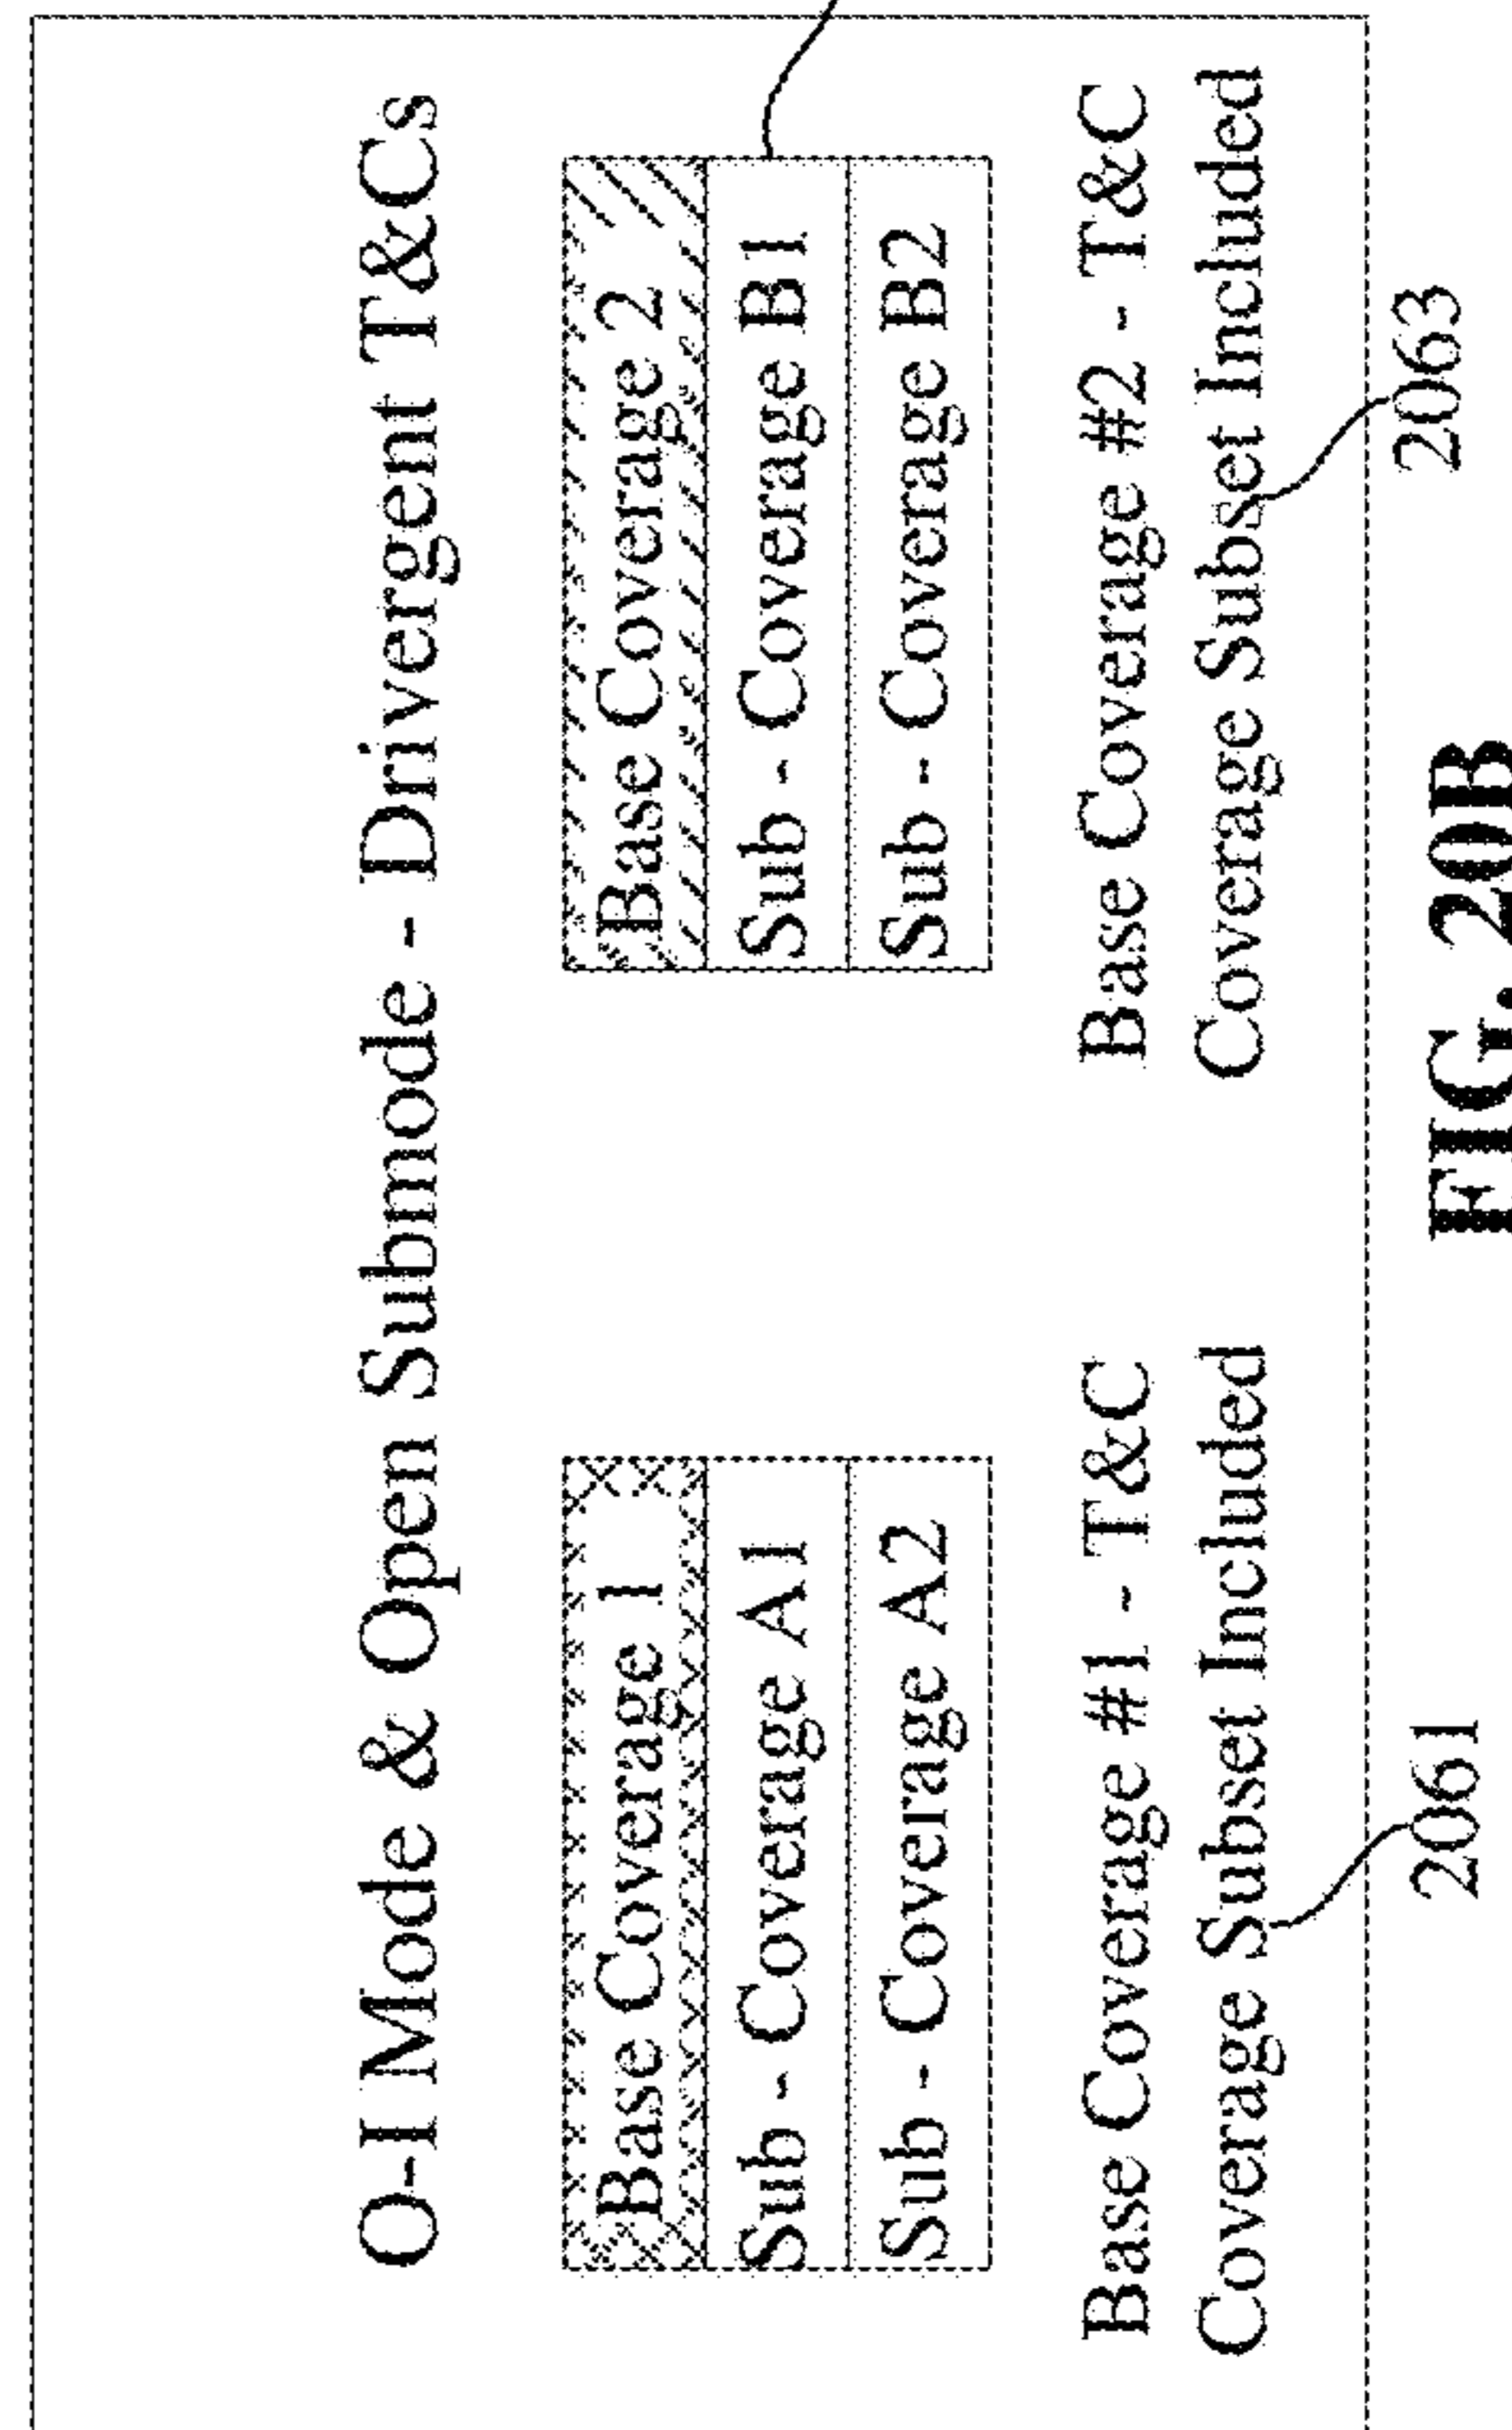 O-I Mode & Open Submode - Drivergent T&Cs
Base Coverage 1
Sub - Coverage A1
Sub - Coverage A2
Base Coverage #1 - T&C
Coverage Subset Included
2061
Base Coverage 2
Sub - Coverage B1
Sub - Coverage B2
Base Coverage #2 - T&C
Coverage Subset Included
2063
FIG. 20B